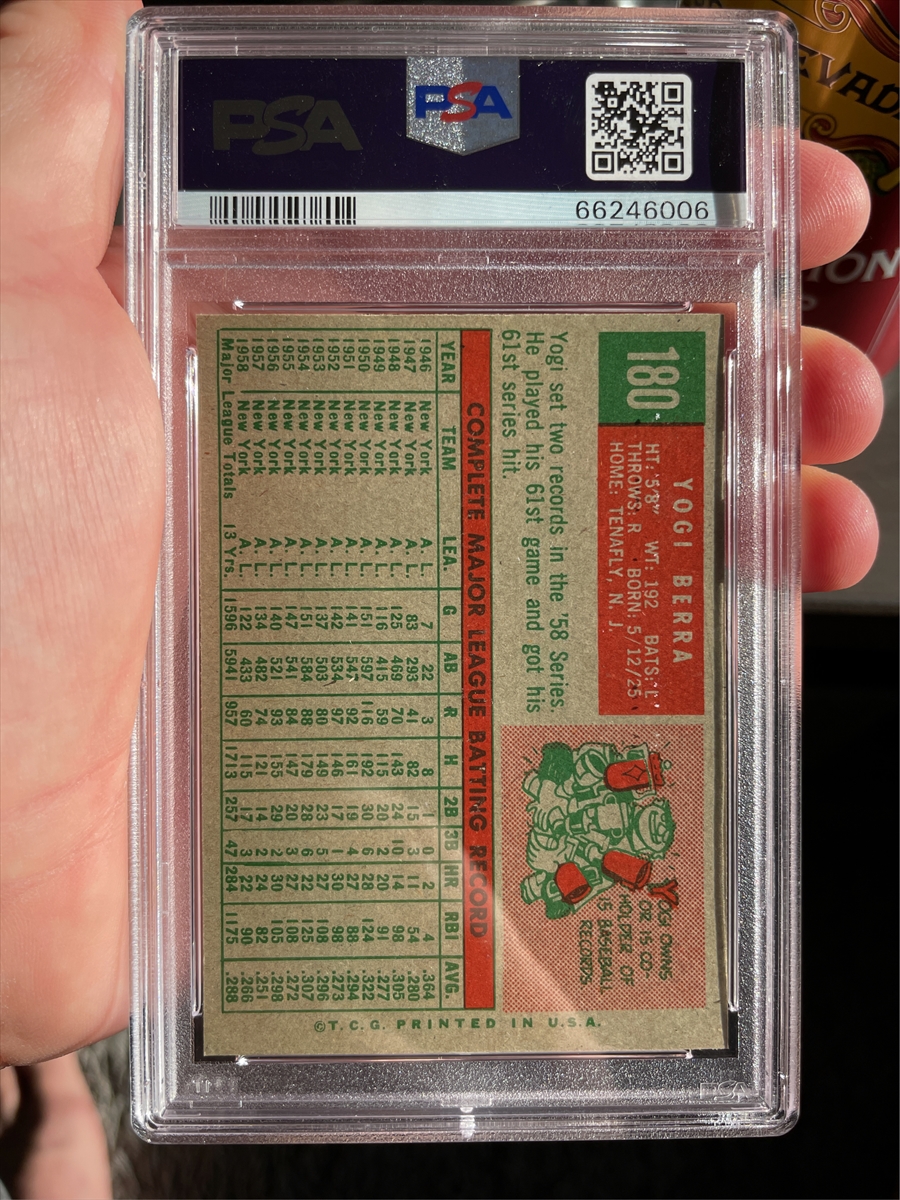 PSA PSA
66246006
180
YOGI BERRA
HT: 5'8" WT: 192 BATS: L
THROWS: R BORN: 5/12/25
HOME: TENAFLY, N. J.
Yogi set two records in the '58 Series.
He played his 61st game and got his
61st series hit.
YOGI OWNS
OR IS CO-
HOLDER OF
15 BASEBALL
RECORDS
COMPLETE MAJOR LEAGUE BATTING RECORD
YEAR TEAM LEA. G AB R H 2B 3B HR RBI AVG.
1946 New York A. L. 7 22 3 8 1 0 2 4 .364
1947 New York A. L. 83 293 41 82 15 3 11 54 .280
1948 New York A. L. 125 469 70 143 24 10 14 98 .305
1949 New York A. L. 116 415 59 115 20 2 20 91 .277
1950 New York A. L. 151 597 116 192 30 6 28 124 .322
1951 New York A. L. 141 547 92 161 19 4 27 88 .294
1952 New York A. L. 142 534 97 146 17 1 30 98 .273
1953 New York A. L. 137 503 80 149 23 5 27 108 .296
1954 New York A. L. 151 584 88 179 28 6 22 125 .307
1955 New York A. L. 147 541 84 147 20 3 27 108 .272
1956 New York A. L. 140 521 93 155 29 2 30 105 .298
1957 New York A. L. 134 482 74 121 14 2 24 82 .251
1958 New York A. L. 122 433 60 115 17 3 22 90 .266
Major League Totals 13 Yrs. 1596 5941 957 1713 257 47 284 1175 .288
©T.C.G. PRINTED IN U.S.A.
PSA
EVAD
ION